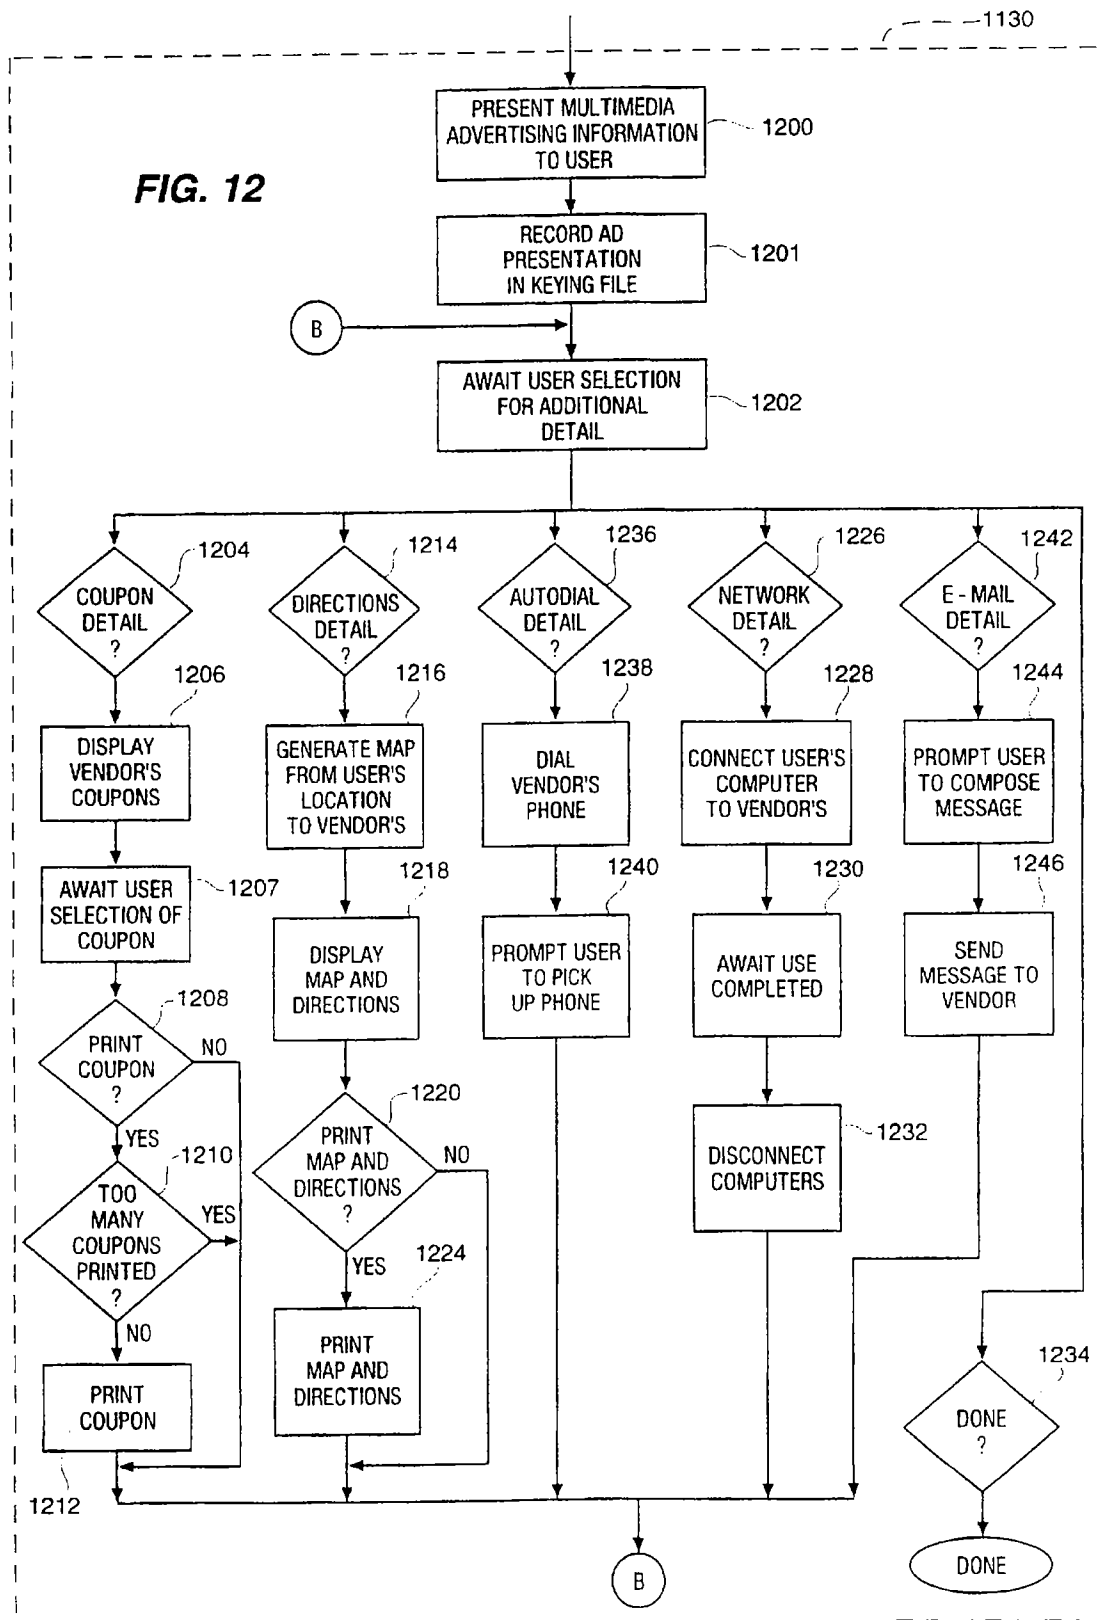 1130
PRESENT MULTIMEDIA
ADVERTISING INFORMATION
TO USER
1200
FIG. 12
RECORD AD
PRESENTATION
IN KEYING FILE
1201
B
AWAIT USER SELECTION
FOR ADDITIONAL
DETAIL
1202
COUPON
DETAIL
?
1204
DIRECTIONS
DETAIL
?
1214
AUTODIAL
DETAIL
?
1236
NETWORK
DETAIL
?
1226
E-MAIL
DETAIL
?
1242
1206
DISPLAY
VENDOR'S
COUPONS
1216
GENERATE MAP
FROM USER'S
LOCATION
TO VENDOR'S
1238
DIAL
VENDOR'S
PHONE
1228
CONNECT USER'S
COMPUTER
TO VENDOR'S
1244
PROMPT USER
TO COMPOSE
MESSAGE
1207
AWAIT USER
SELECTION OF
COUPON
1218
DISPLAY
MAP AND
DIRECTIONS
1240
PROMPT USER
TO PICK
UP PHONE
1230
AWAIT USE
COMPLETED
1246
SEND
MESSAGE TO
VENDOR
1208
PRINT
COUPON
?
NO
YES
1220
PRINT
MAP AND
DIRECTIONS
?
NO
YES
1232
DISCONNECT
COMPUTERS
1210
TOO
MANY
COUPONS
PRINTED
?
YES
NO
1224
PRINT
MAP AND
DIRECTIONS
PRINT
COUPON
1212
1234
DONE
?
DONE
B